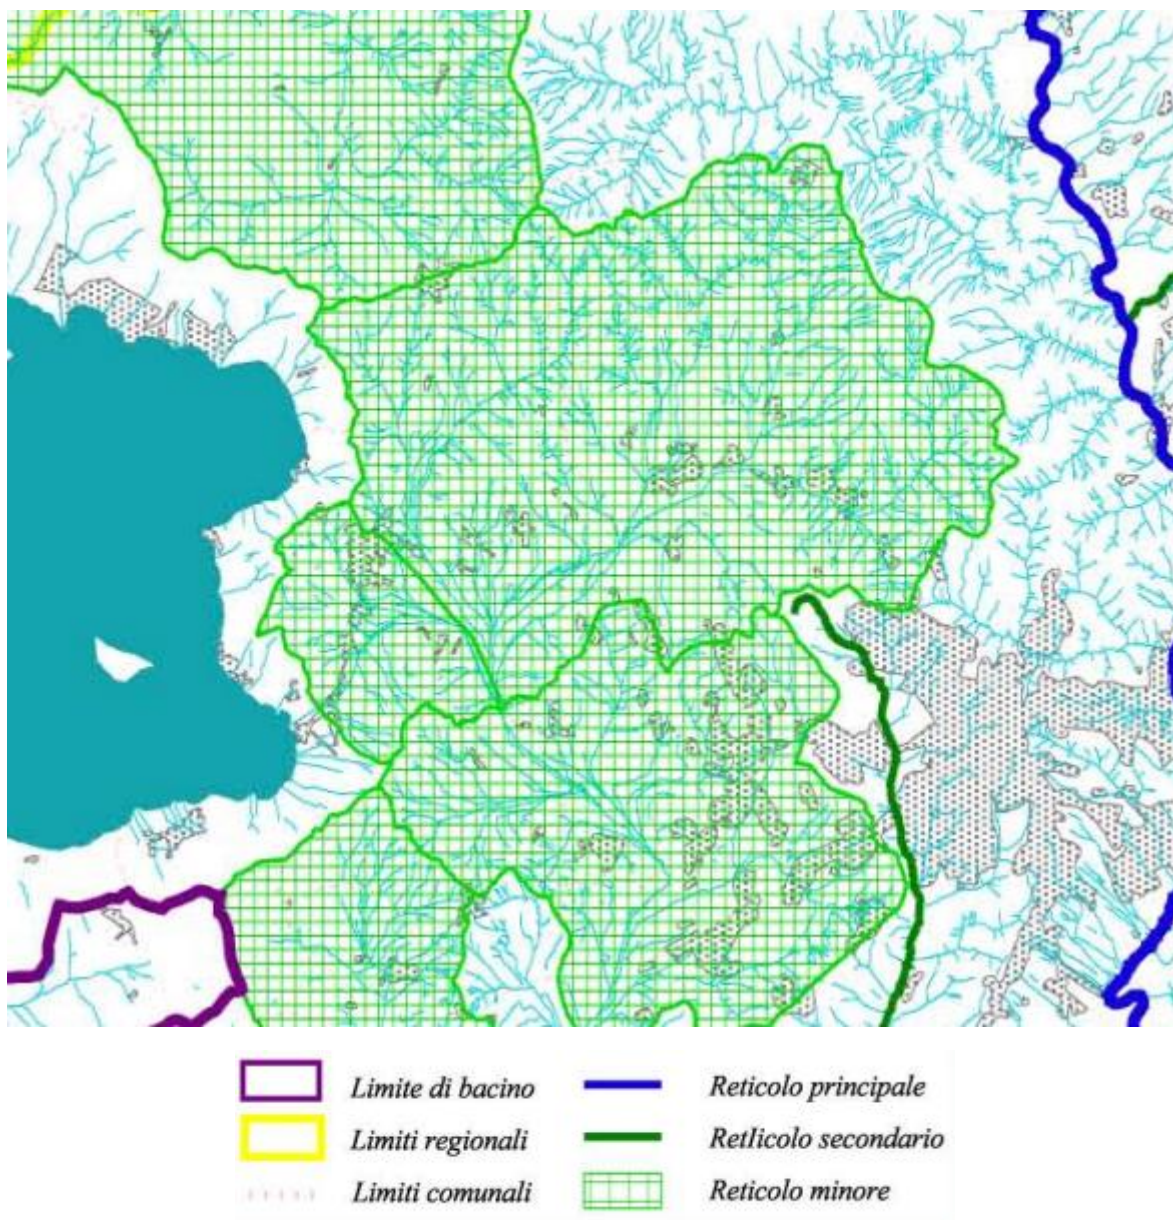 Limite di bacino
Reticolo principale
Limiti regionali
Retlicolo secondario
Limiti comunali
Reticolo minore